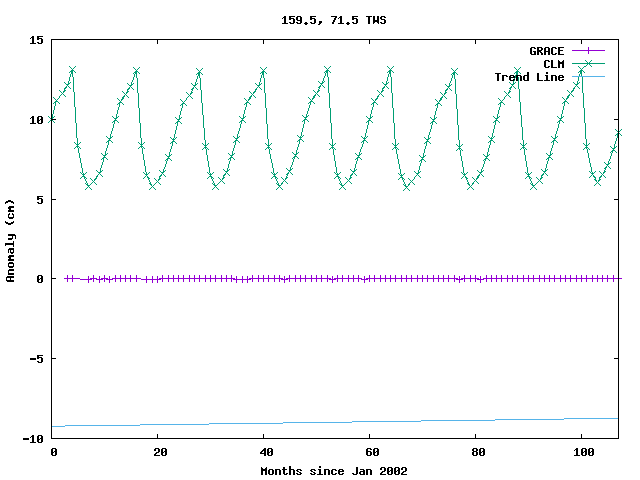 159.5, 71.5 TWS
GRACE
CLM
Trend Line
15
10
5
0
-5
-10
Anomaly (cm)
0 20 40 60 80 100
Months since Jan 2002